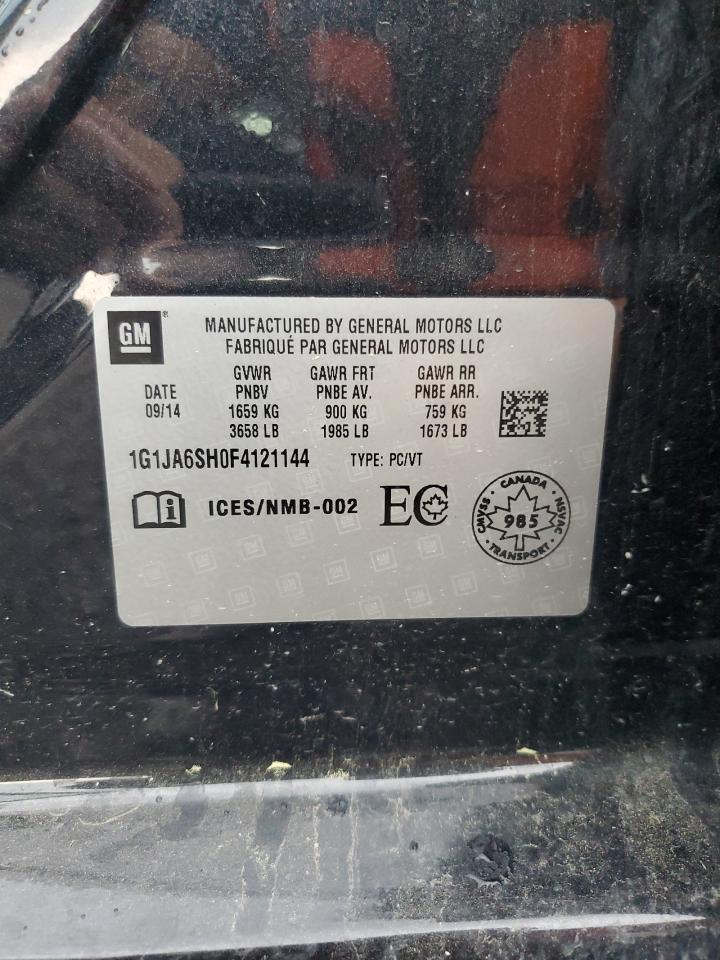 GM
MANUFACTURED BY GENERAL MOTORS LLC
FABRIQUÉ PAR GENERAL MOTORS LLC
GVWR GAWR FRT GAWR RR
DATE PNBV PNBE AV. PNBE ARR.
09/14 1659 KG 900 KG 759 KG
3658 LB 1985 LB 1673 LB
1G1JA6SH0F4121144 TYPE: PC/VT
i ICES/NMB-002 EC
CANADA
CMVSS 985 NSVAC
TRANSPORT